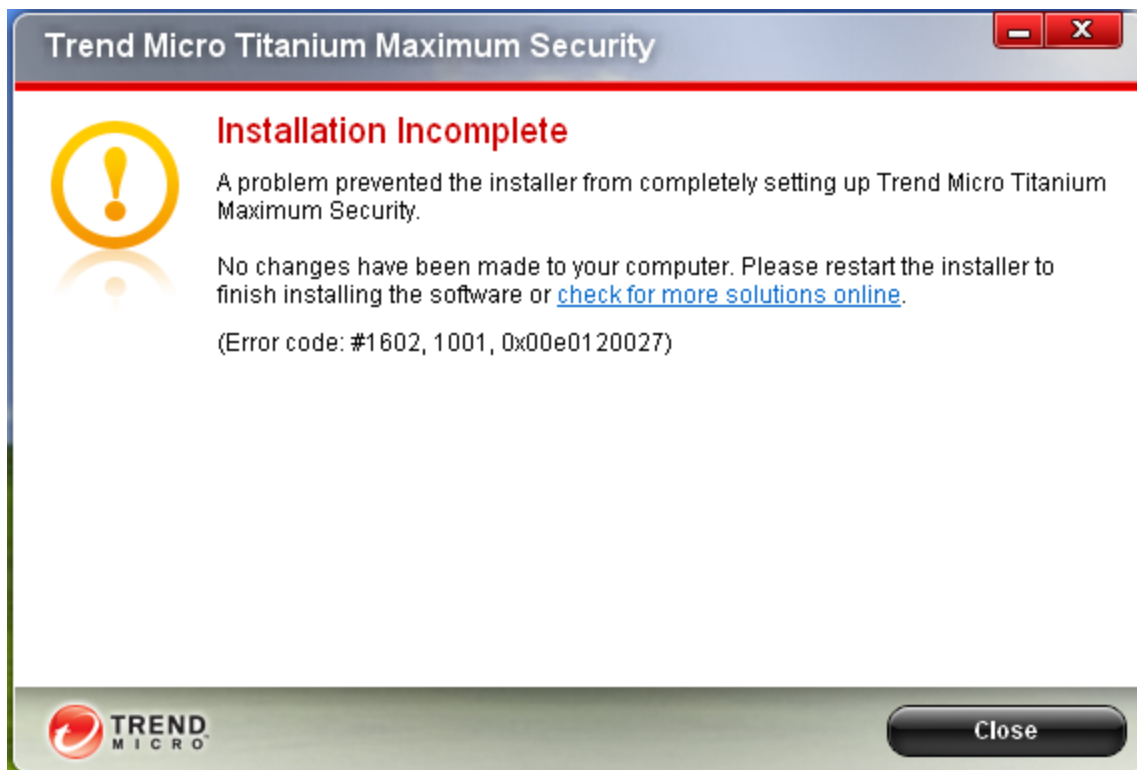 Trend Micro Titanium Maximum Security
Installation Incomplete
A problem prevented the installer from completely setting up Trend Micro Titanium
Maximum Security.
No changes have been made to your computer. Please restart the installer to
finish installing the software or check for more solutions online.
(Error code: #1602, 1001, 0x00e0120027)
TREND
MICRO
Close